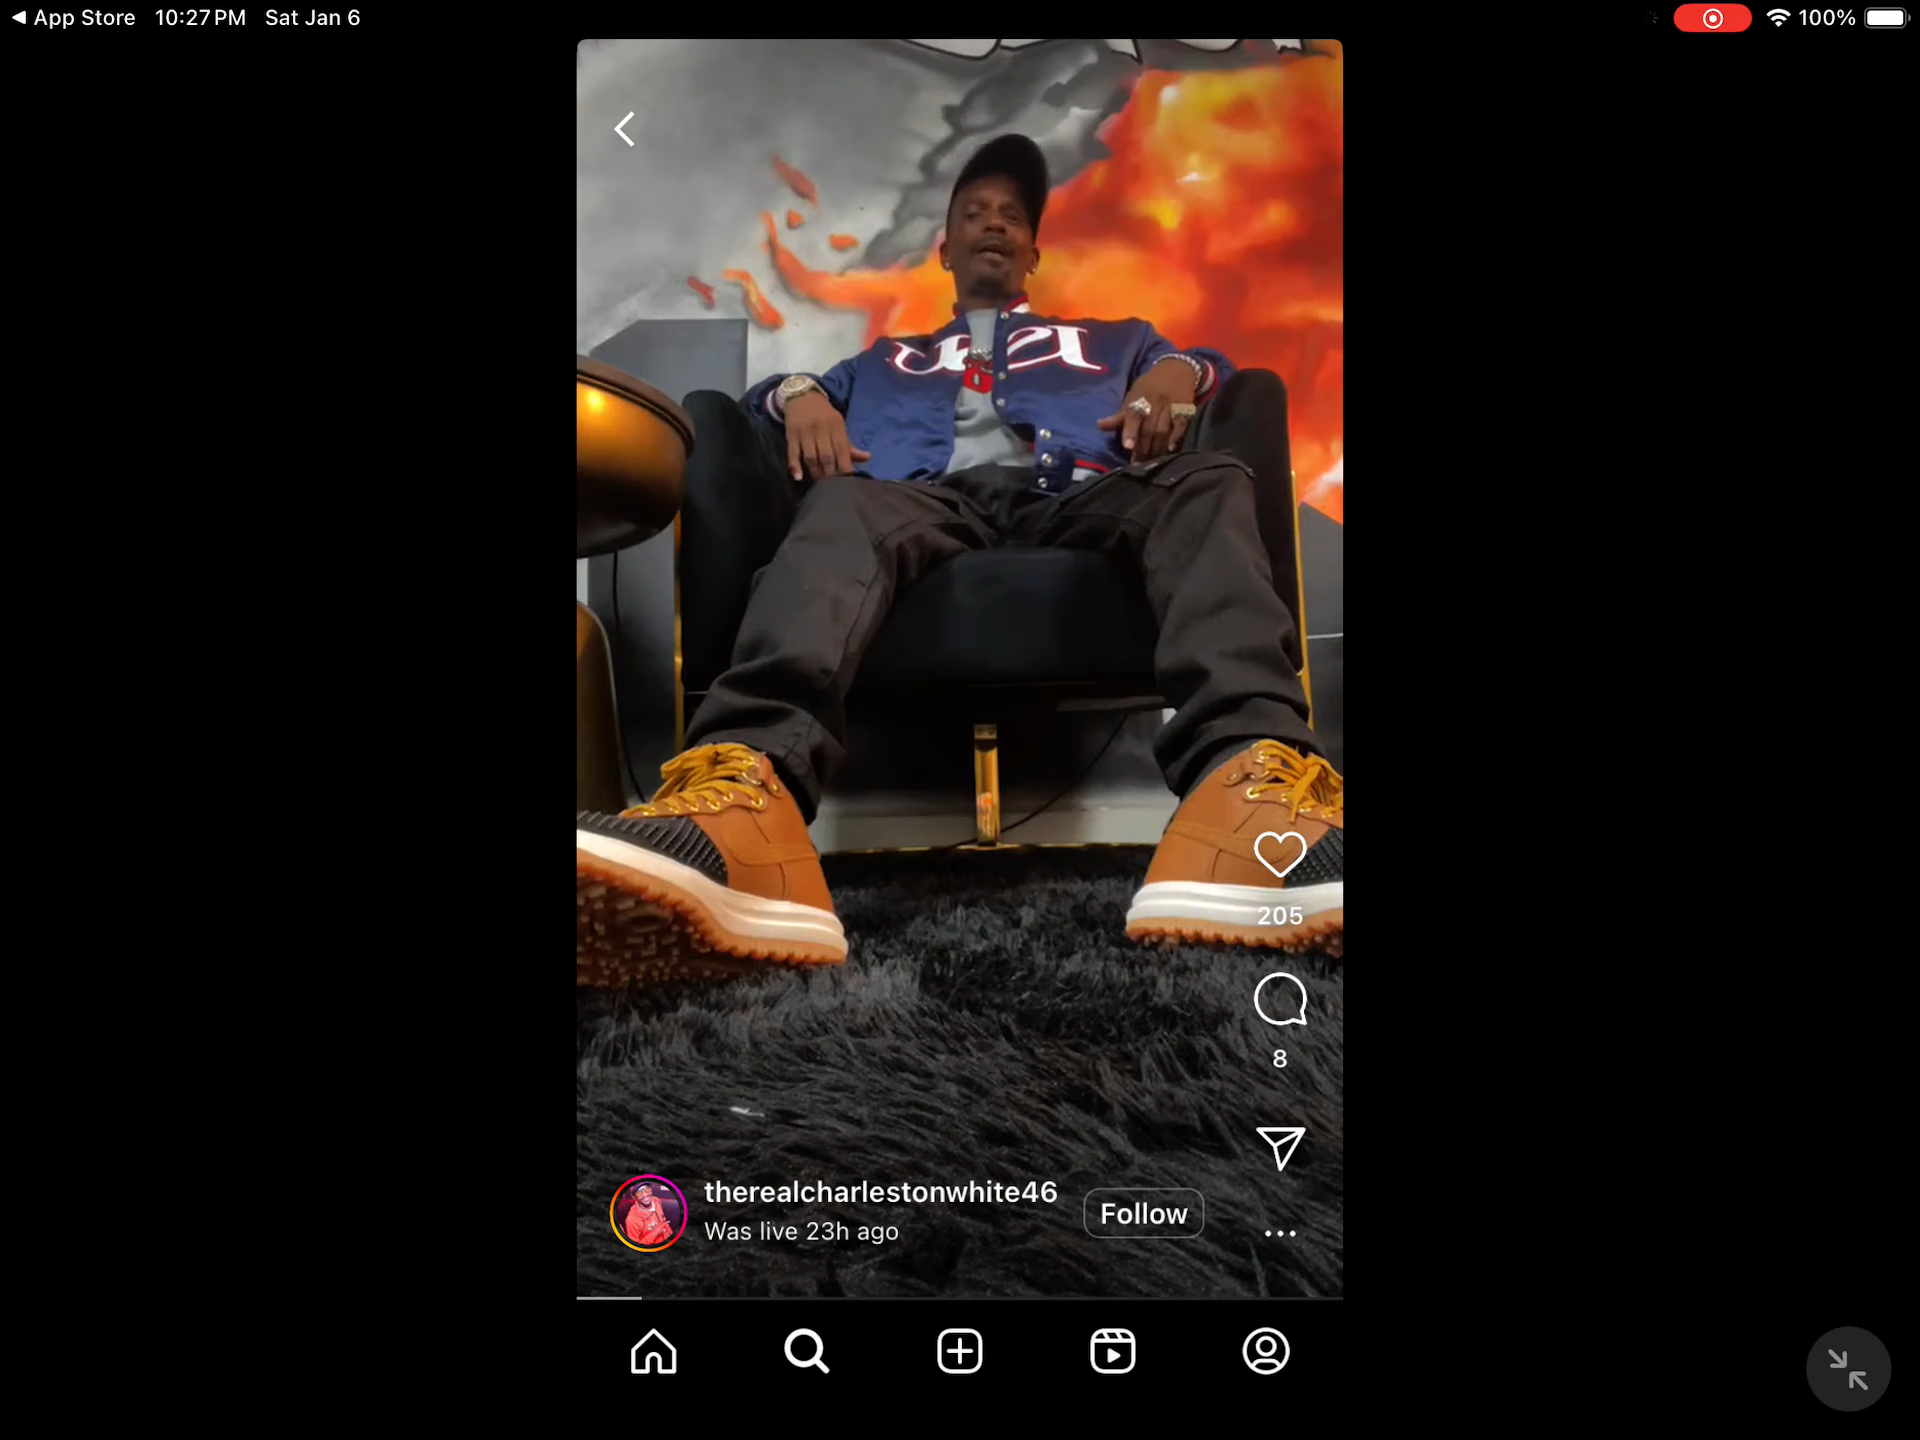 App Store 10:27 PM Sat Jan 6
100%
205
8
therealcharlestonwhite46
Follow
Was live 23h ago